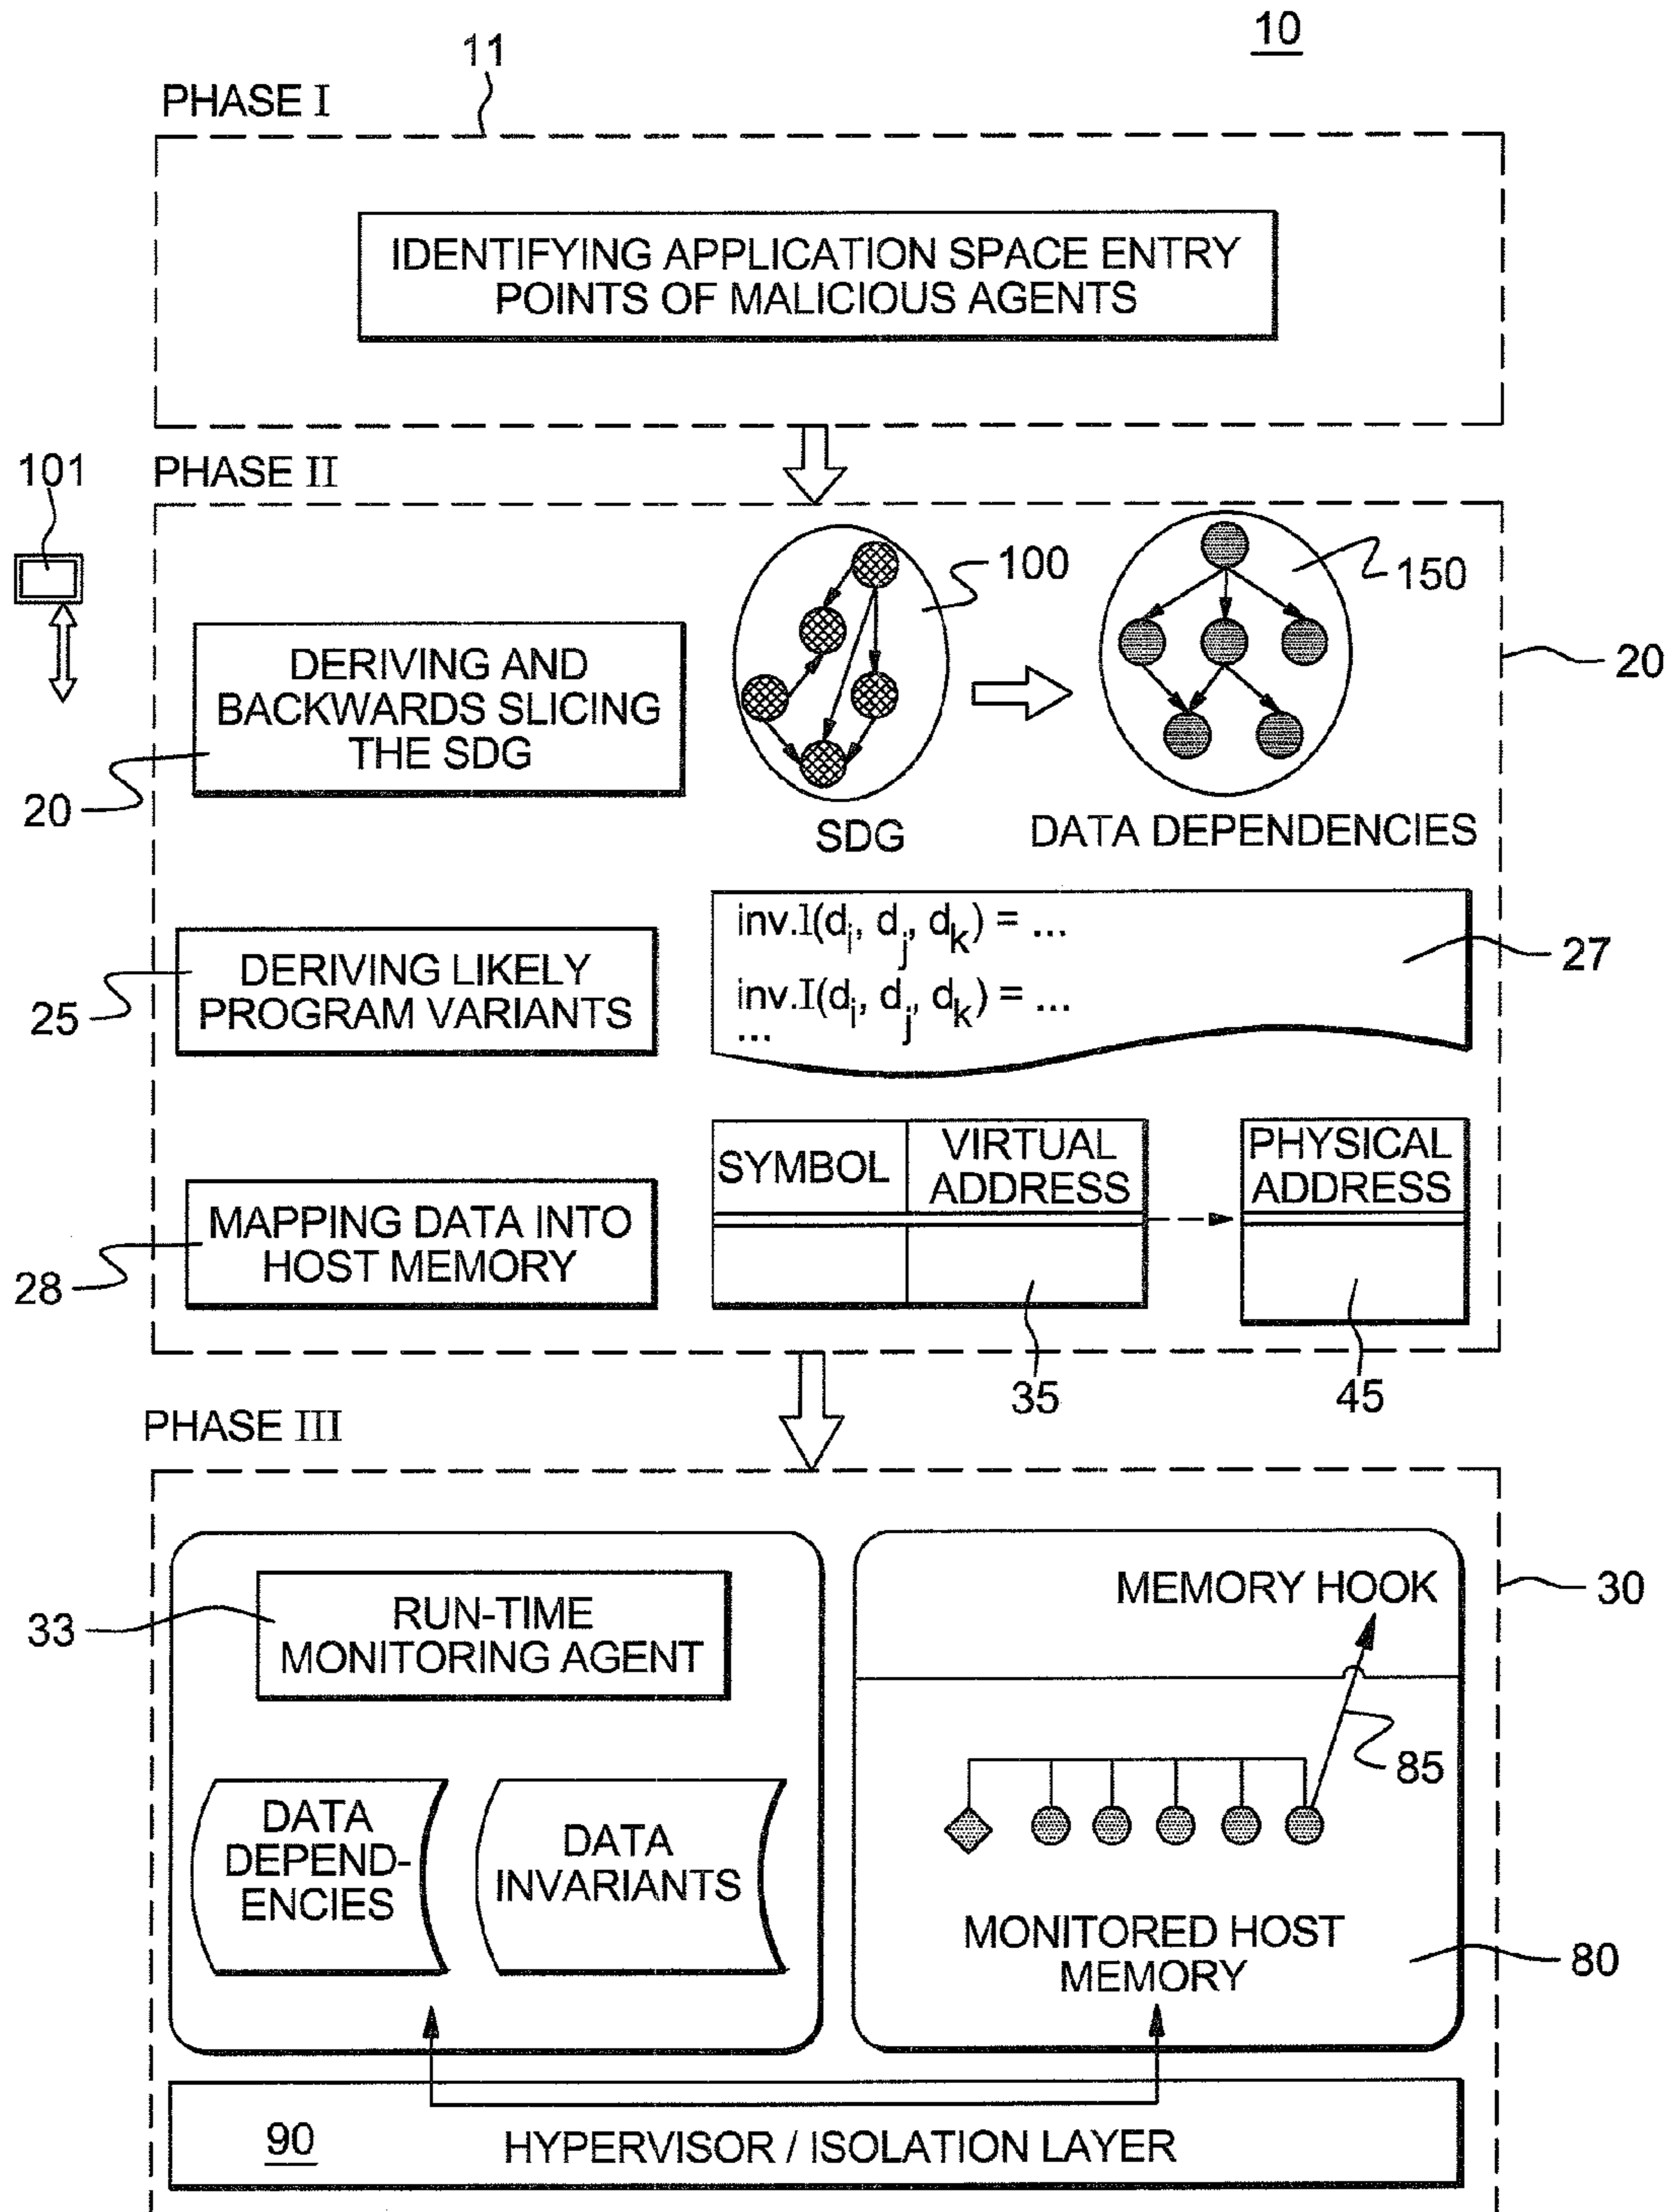 10
11
PHASE I
IDENTIFYING APPLICATION SPACE ENTRY
POINTS OF MALICIOUS AGENTS
101
PHASE II
100
150
20
DERIVING AND
BACKWARDS SLICING
THE SDG
20
SDG
DATA DEPENDENCIES
inv.I(di, dj, dk) = ...
inv.I(di, dj, dk) = ...
...
27
DERIVING LIKELY
PROGRAM VARIANTS
25
SYMBOL
VIRTUAL
ADDRESS
PHYSICAL
ADDRESS
MAPPING DATA INTO
HOST MEMORY
28
35
45
PHASE III
RUN-TIME
MONITORING AGENT
33
MEMORY HOOK
30
85
DATA
DEPEND-
ENCIES
DATA
INVARIANTS
MONITORED HOST
MEMORY
80
90
HYPERVISOR / ISOLATION LAYER